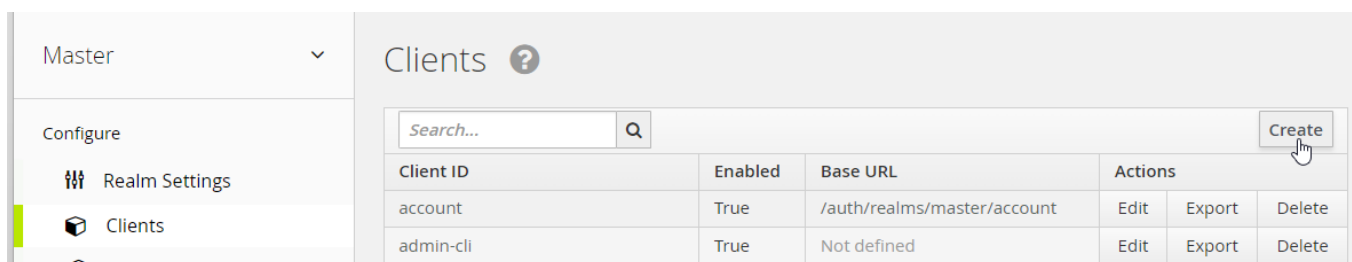 Master
Clients ?
Configure
Search...
Create
Realm Settings
Client ID Enabled Base URL Actions
Clients
account True /auth/realms/master/account Edit Export Delete
admin-cli True Not defined Edit Export Delete